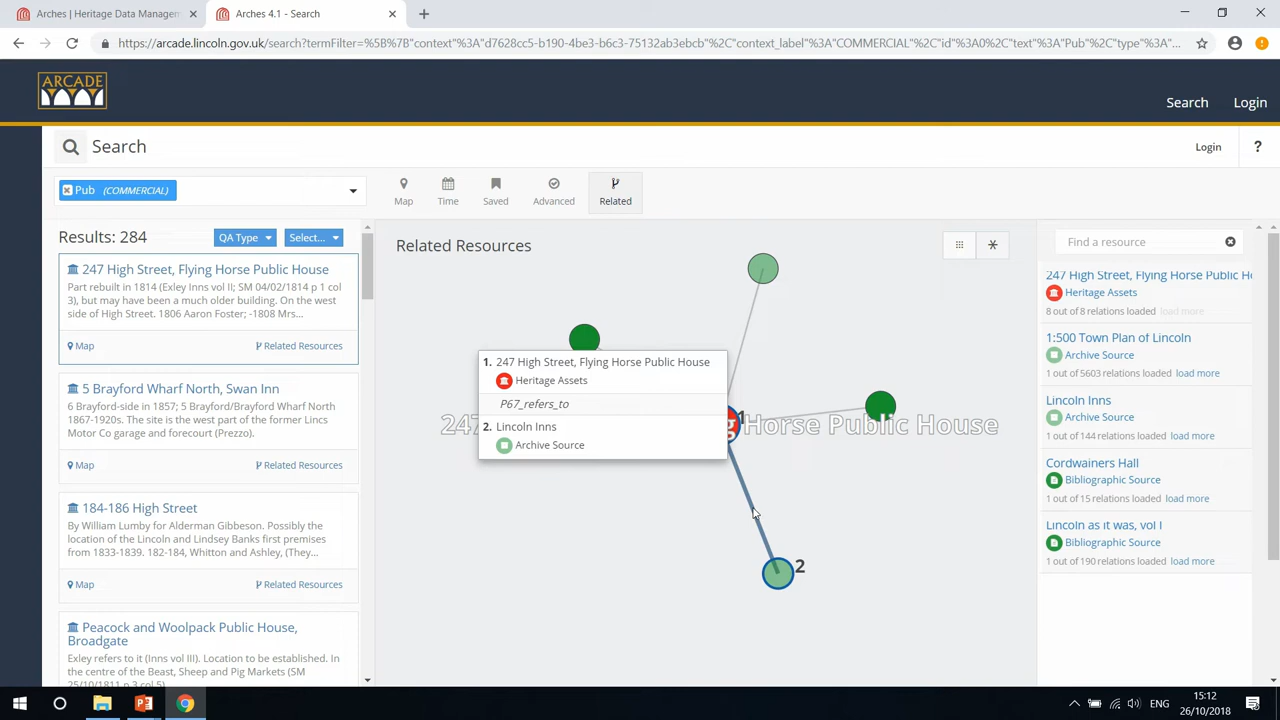 Arches | Heritage Data Managem
Arches 4.1 - Search
https://arcade.lincoln.gov.uk/search?termFilter=%5B%7B"context"%3A"d7628cc5-b190-4be3-b6c3-75132ab3ebcb"%2C"context_label"%3A"COMMERCIAL"%2C"id"%3A0%2C"text"%3A"Pub"%2C"type"%3A"...
ARCADE
Search
Login
Search
Login
?
Pub (COMMERCIAL)
Map
Time
Saved
Advanced
Related
Results: 284
QA Type
Select...
247 High Street, Flying Horse Public House
Part rebuilt in 1814 (Exley Inns vol II; SM 04/02/1814 p 1 col
3), but may have been a much older building. On the west
side of High Street. 1806 Aaron Foster; -1808 Mrs...
Map
Related Resources
5 Brayford Wharf North, Swan Inn
6 Brayford-side in 1857; 5 Brayford/Brayford Wharf North
1867-1920s. The site is the west part of the former Lincs
Motor Co garage and forecourt (Prezzo).
Map
Related Resources
184-186 High Street
By William Lumby for Alderman Gibbeson. Possibly the
location of the Lincoln and Lindsey Banks first premises
from 1833-1839. 182-184, Whitton and Ashley, (They...
Map
Related Resources
Peacock and Woolpack Public House,
Broadgate
Exley refers to it (Inns vol III). Location to be established. In
the centre of the Beast, Sheep and Pig Markets (SM
25/10/1811 p 3 col 5)
Related Resources
1. 247 High Street, Flying Horse Public House
Heritage Assets
P67_refers_to
2. Lincoln Inns
Archive Source
1
247 g Horse Public House
2
Find a resource
247 High Street, Flying Horse Public Ho
Heritage Assets
8 out of 8 relations loaded load more
1:500 Town Plan of Lincoln
Archive Source
1 out of 5603 relations loaded load more
Lincoln Inns
Archive Source
1 out of 144 relations loaded load more
Cordwainers Hall
Bibliographic Source
1 out of 15 relations loaded load more
Lincoln as it was, vol I
Bibliographic Source
1 out of 190 relations loaded load more
ENG
15:12
26/10/2018